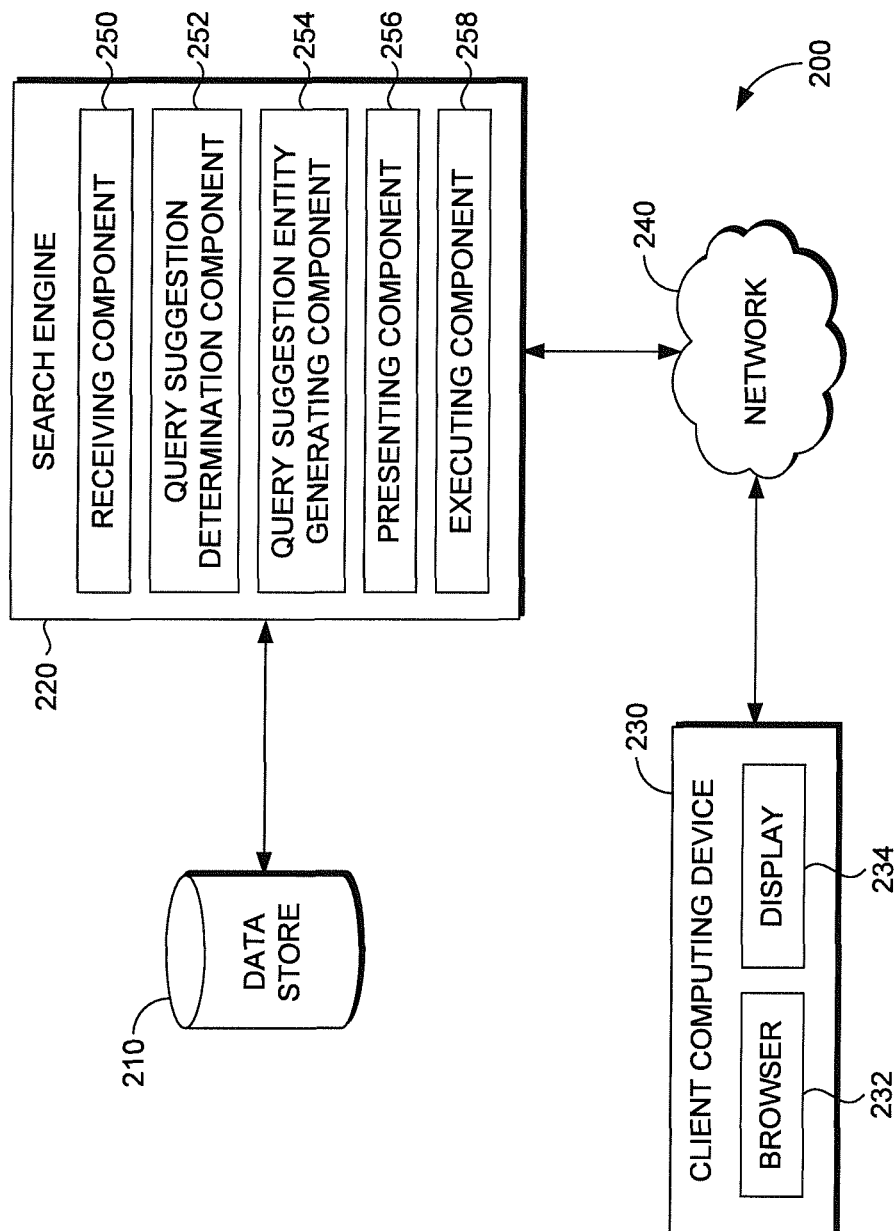 SEARCH ENGINE
220
RECEIVING COMPONENT
250
QUERY SUGGESTION
DETERMINATION COMPONENT
252
QUERY SUGGESTION ENTITY
GENERATING COMPONENT
254
PRESENTING COMPONENT
256
EXECUTING COMPONENT
258
210
DATA
STORE
CLIENT COMPUTING DEVICE
230
BROWSER
232
DISPLAY
234
NETWORK
240
200